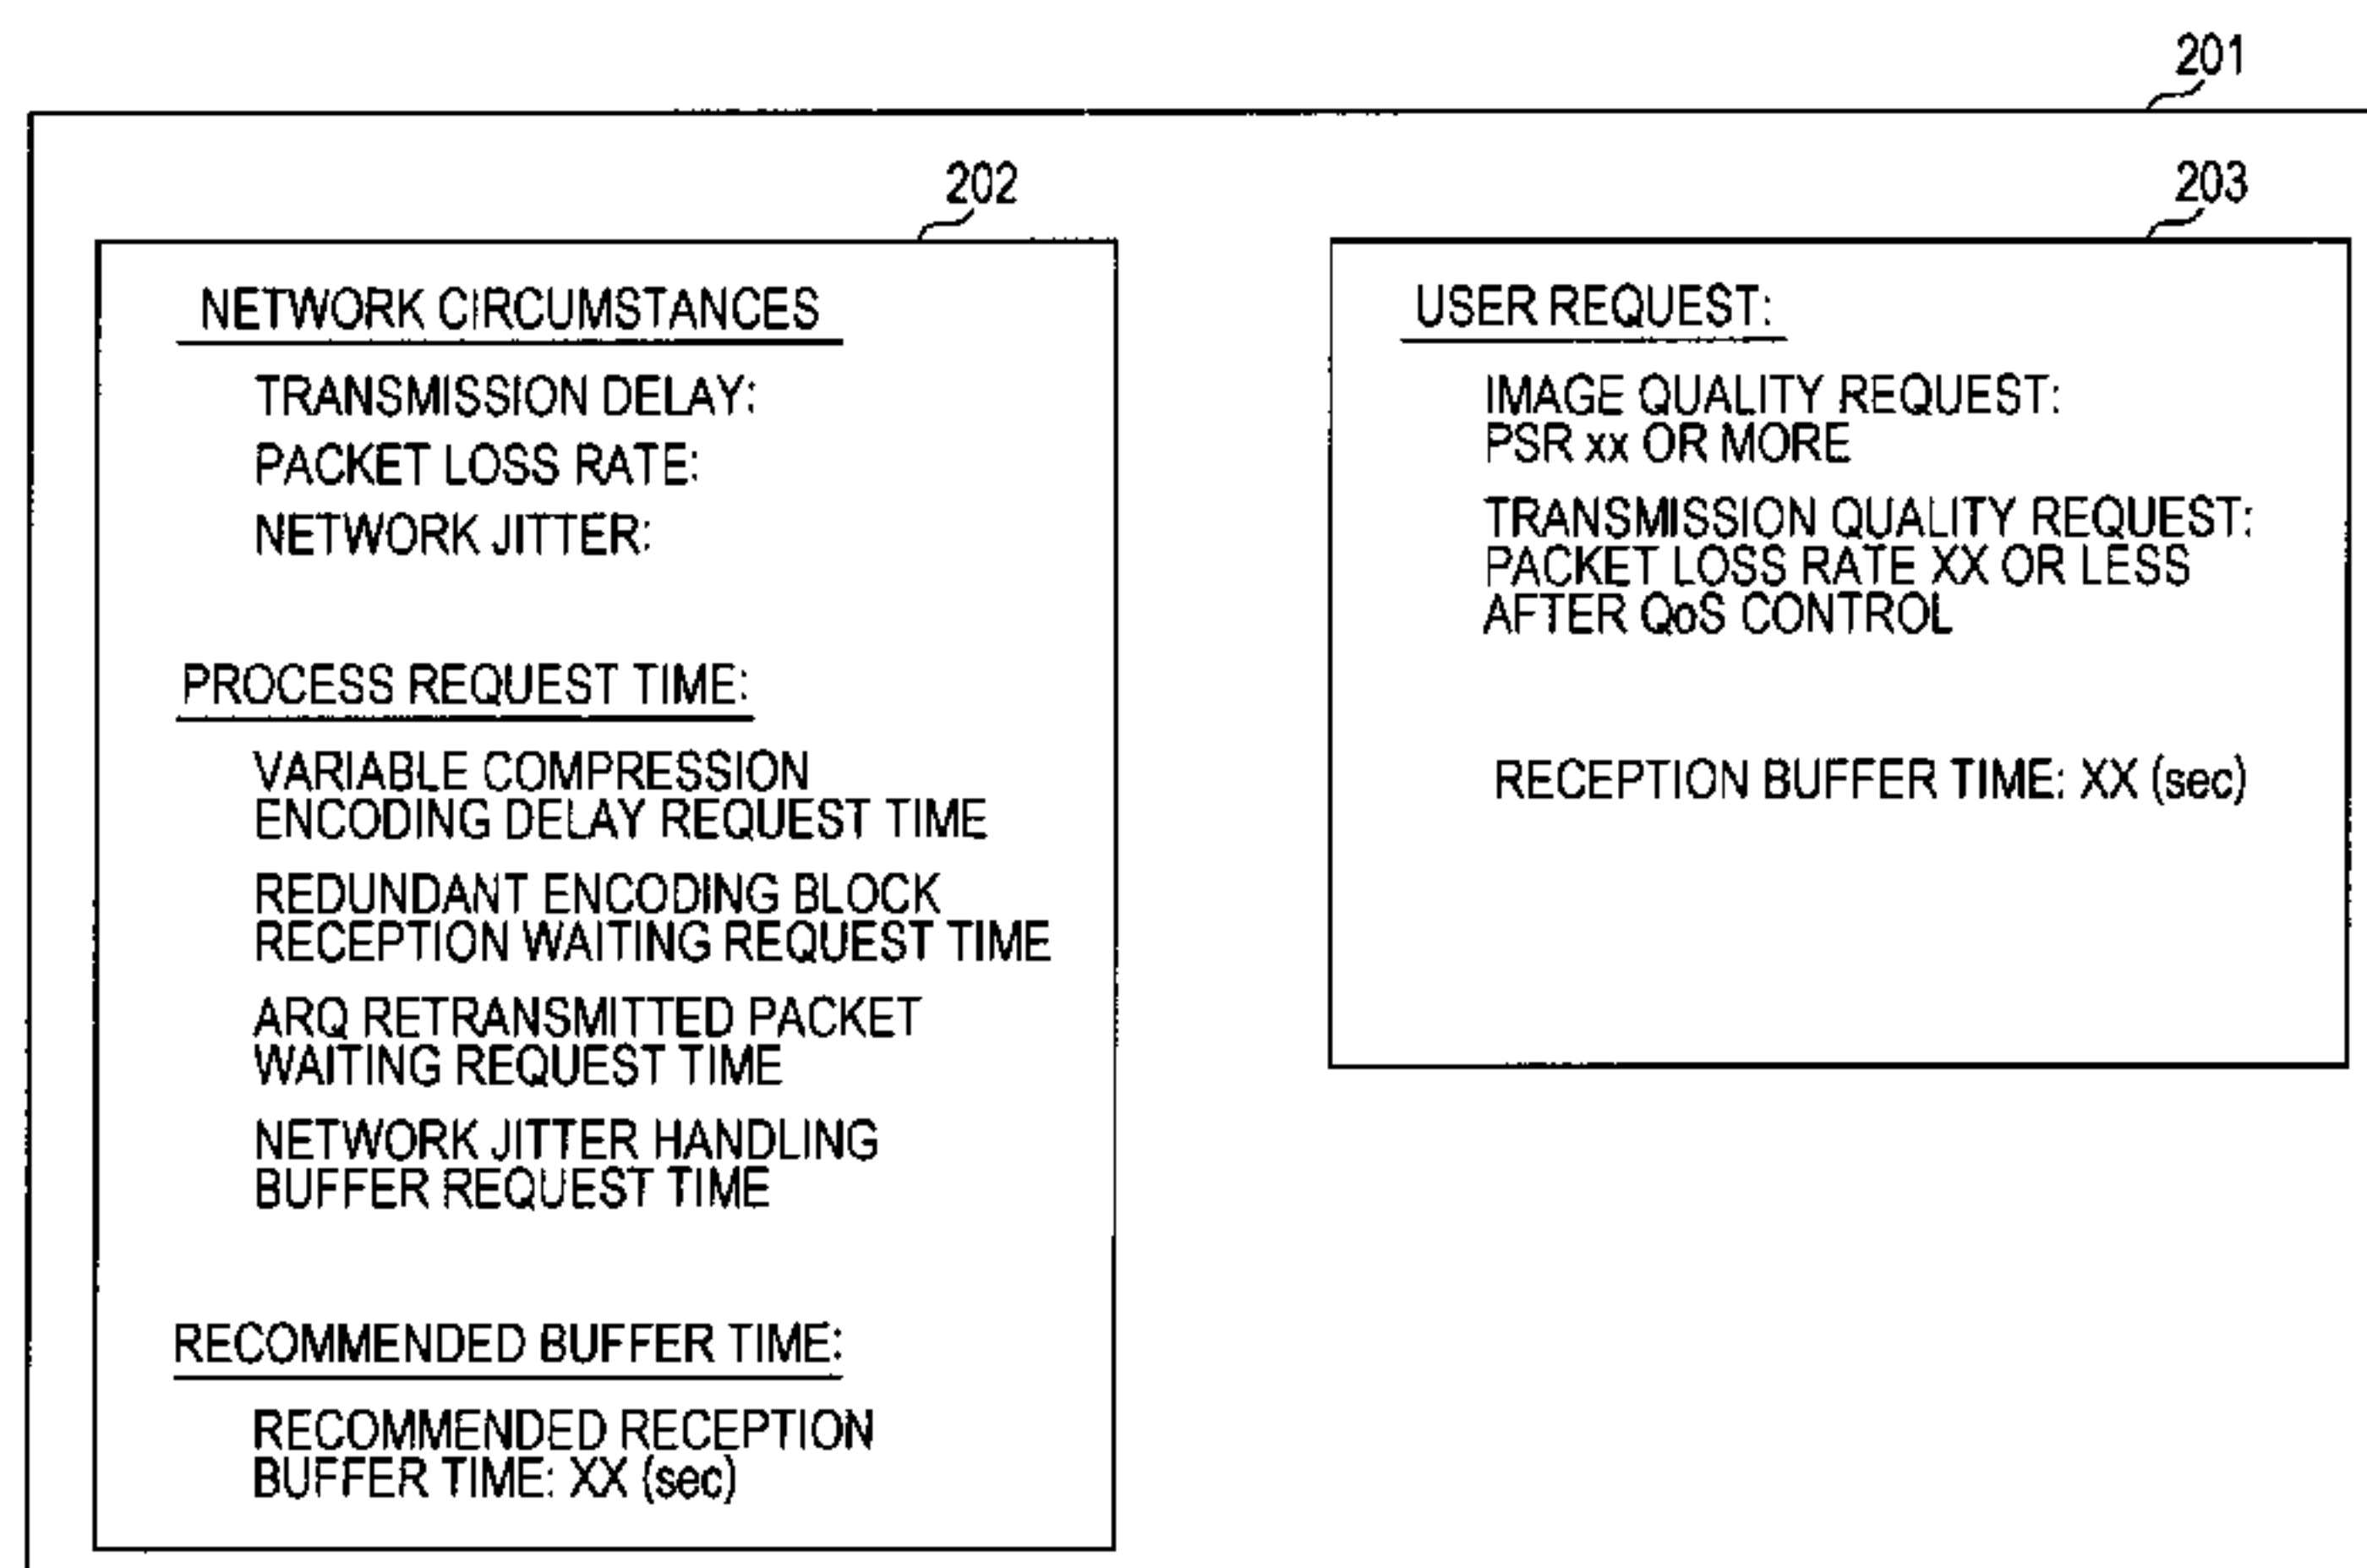 201
202
NETWORK CIRCUMSTANCES
TRANSMISSION DELAY:
PACKET LOSS RATE:
NETWORK JITTER:
PROCESS REQUEST TIME:
VARIABLE COMPRESSION
ENCODING DELAY REQUEST TIME
REDUNDANT ENCODING BLOCK
RECEPTION WAITING REQUEST TIME
ARQ RETRANSMITTED PACKET
WAITING REQUEST TIME
NETWORK JITTER HANDLING
BUFFER REQUEST TIME
RECOMMENDED BUFFER TIME:
RECOMMENDED RECEPTION
BUFFER TIME: XX (sec)
203
USER REQUEST:
IMAGE QUALITY REQUEST:
PSR xx OR MORE
TRANSMISSION QUALITY REQUEST:
PACKET LOSS RATE XX OR LESS
AFTER QoS CONTROL
RECEPTION BUFFER TIME: XX (sec)